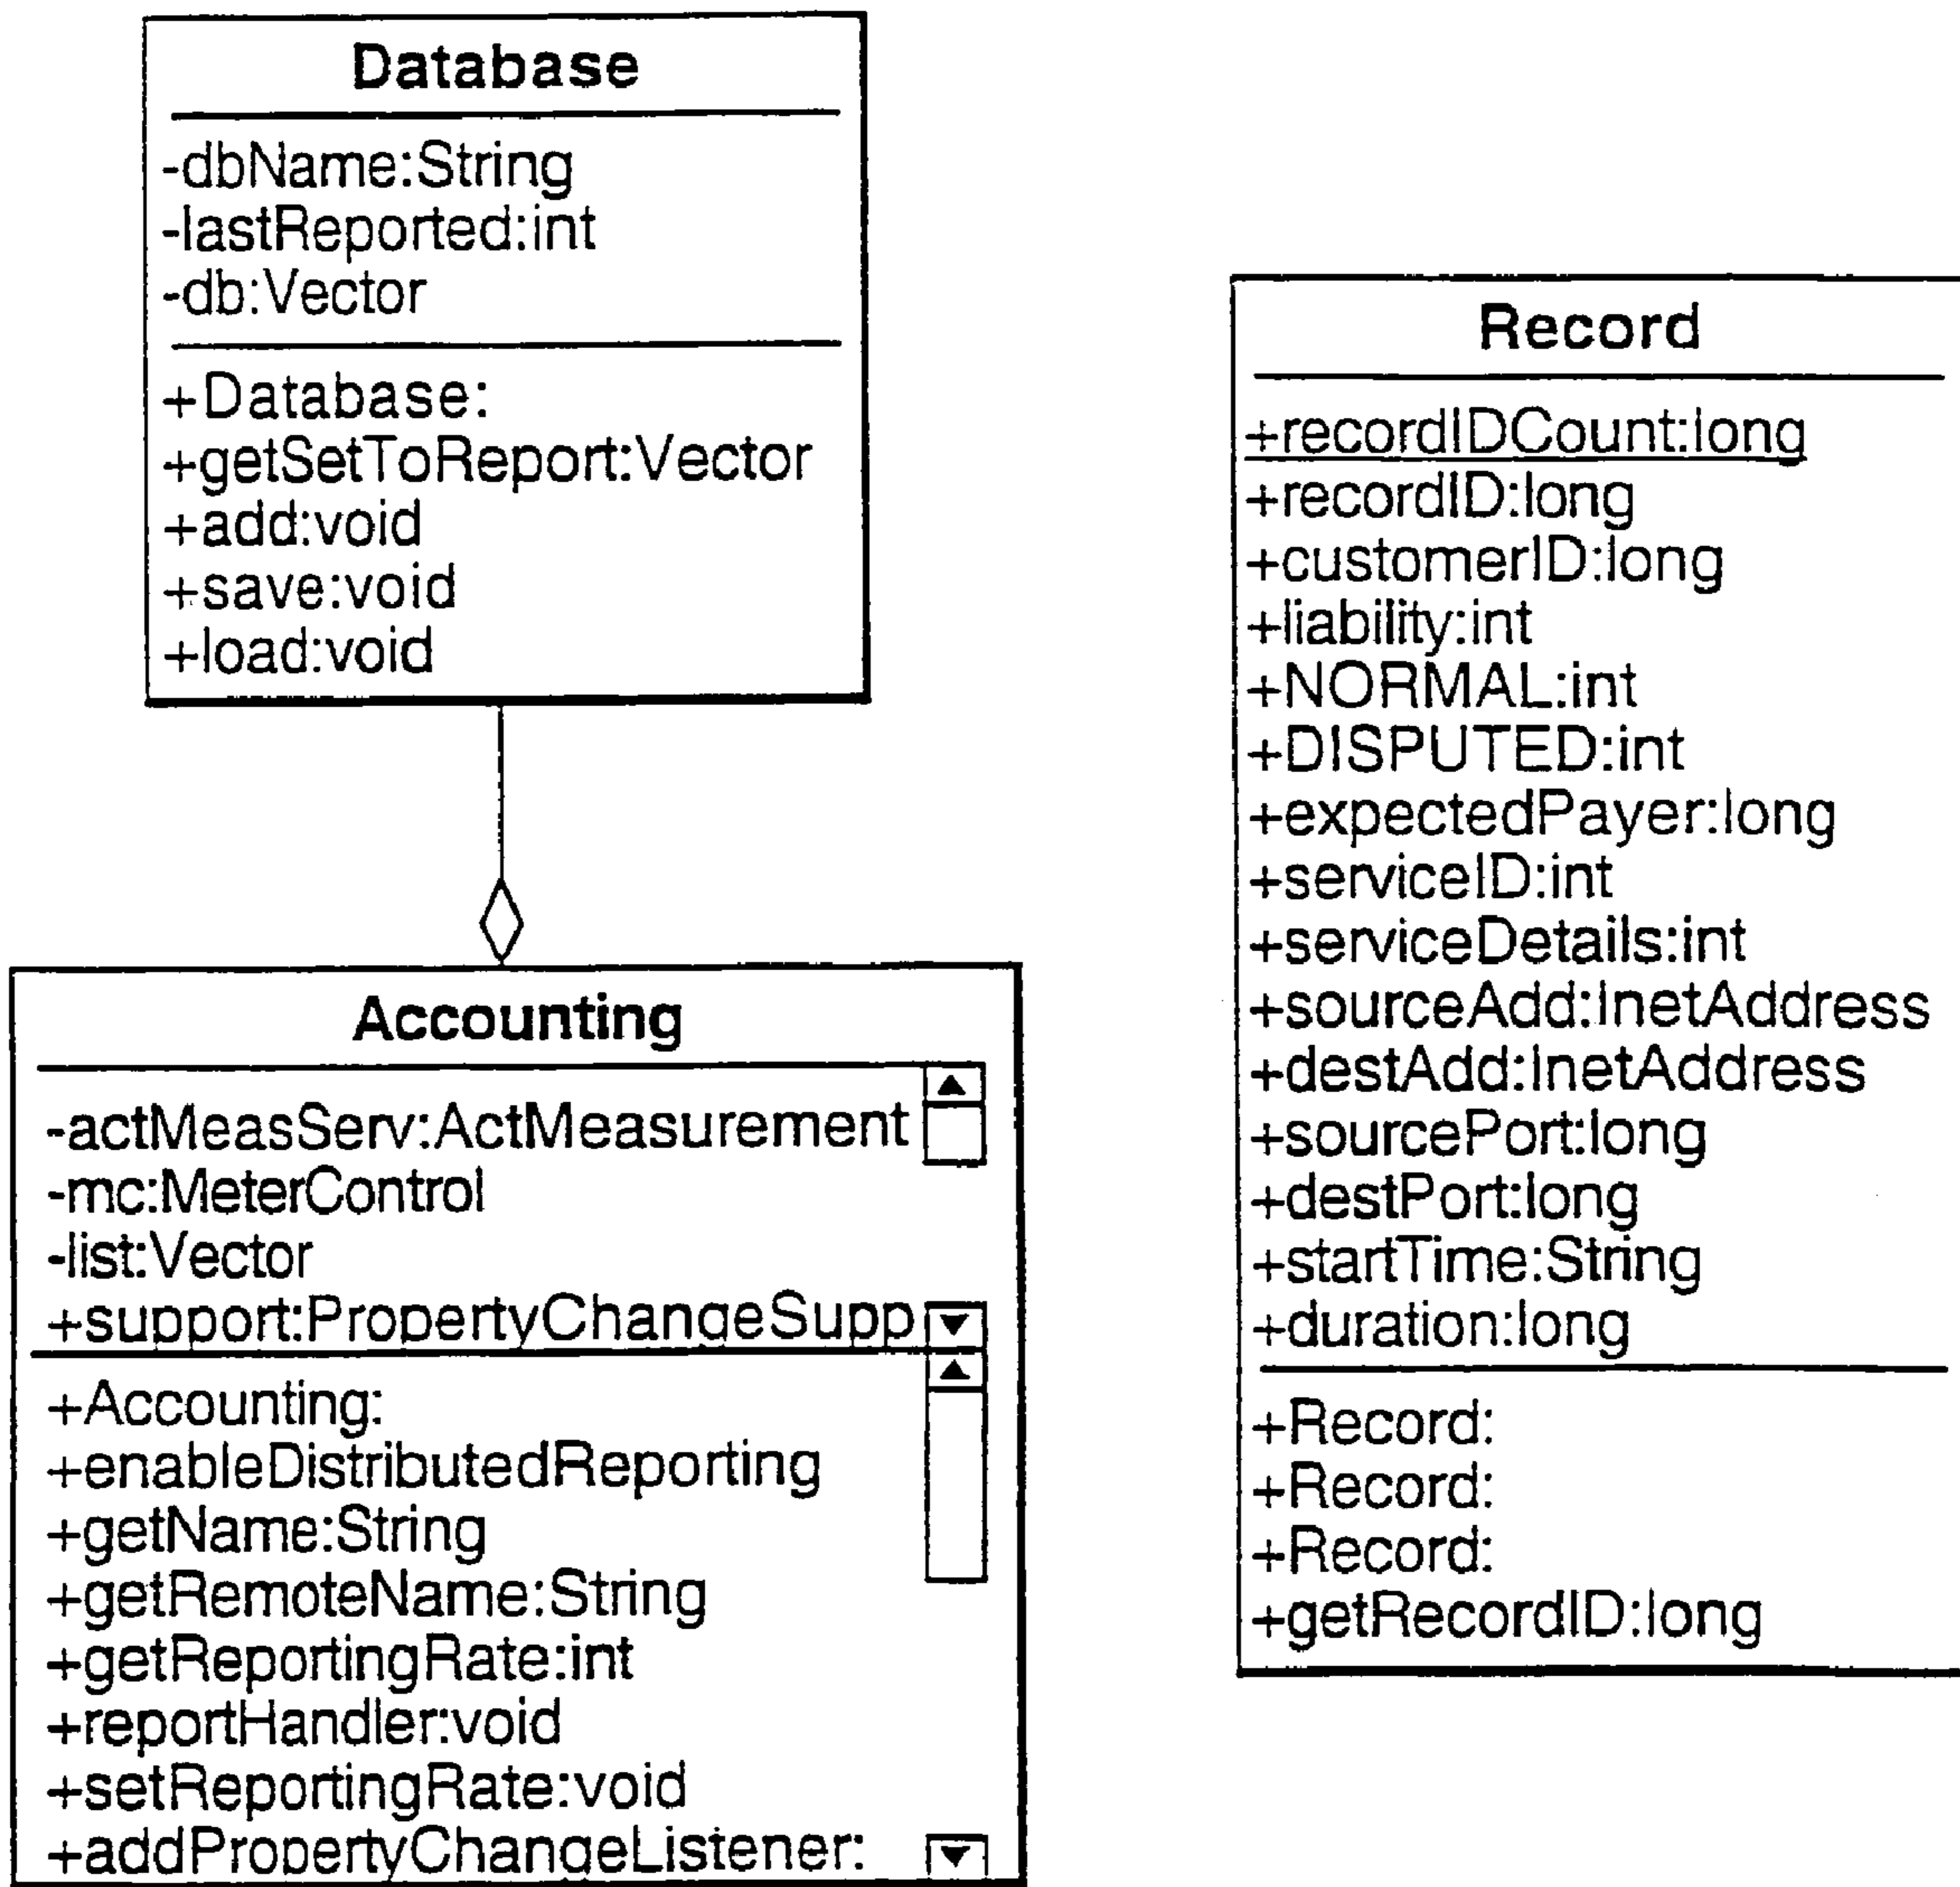 Database
-dbName:String
-lastReported:int
-db:Vector
+Database:
+getSetToReport:Vector
+add:void
+save:void
+load:void
Accounting
-actMeasServ:ActMeasurement
-mc:MeterControl
-list:Vector
+support:PropertyChangeSupp
+Accounting:
+enableDistributedReporting
+getName:String
+getRemoteName:String
+getReportingRate:int
+reportHandler:void
+setReportingRate:void
+addPropertyChangeListener:
Record
+recordIDCount:long
+recordID:long
+customerID:long
+liability:int
+NORMAL:int
+DISPUTED:int
+expectedPayer:long
+serviceID:int
+serviceDetails:int
+sourceAdd:InetAddress
+destAdd:InetAddress
+sourcePort:long
+destPort:long
+startTime:String
+duration:long
+Record:
+Record:
+Record:
+getRecordID:long